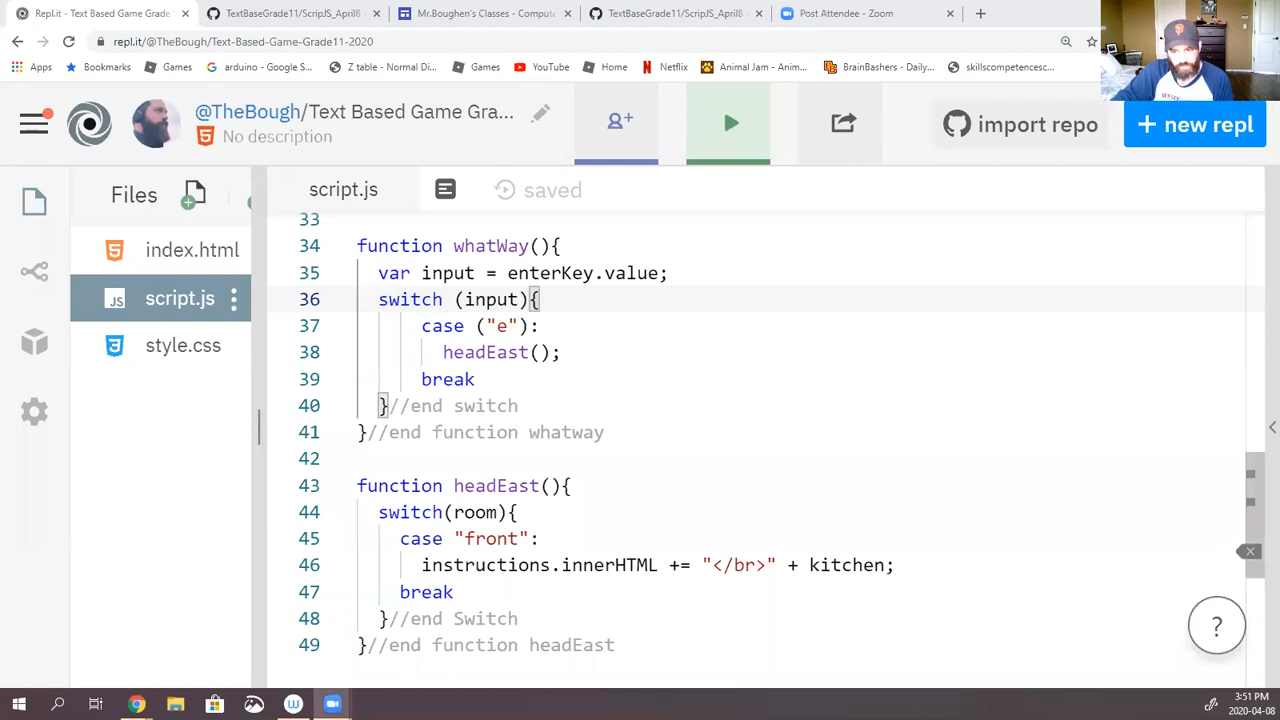 Repl.it - Text Based Game Grade
TextBaseGrade11/ScripJS_April8
Mr.Boughen's Classes - Compute
TextBaseGrade11/ScripJS_April8
Post Attendee - Zoom
repl.it/@TheBough/Text-Based-Game-Grade11-2020
Apps
Bookmarks
Games
arduino - Google S...
Z table - Normal Di...
Games
YouTube
Home
Netflix
Animal Jam - Anim...
BrainBashers - Daily...
skillscompetencesc...
@TheBough/Text Based Game Gra...
No description
import repo
+ new repl
Files
script.js
saved
index.html
script.js
style.css
33
34 function whatWay(){
35 var input = enterKey.value;
36 switch (input){
37 case ("e"):
38 headEast();
39 break
40 }//end switch
41 }//end function whatway
42
43 function headEast(){
44 switch(room){
45 case "front":
46 instructions.innerHTML += "</br>" + kitchen;
47 break
48 }//end Switch
49 }//end function headEast
?
3:51 PM
2020-04-08